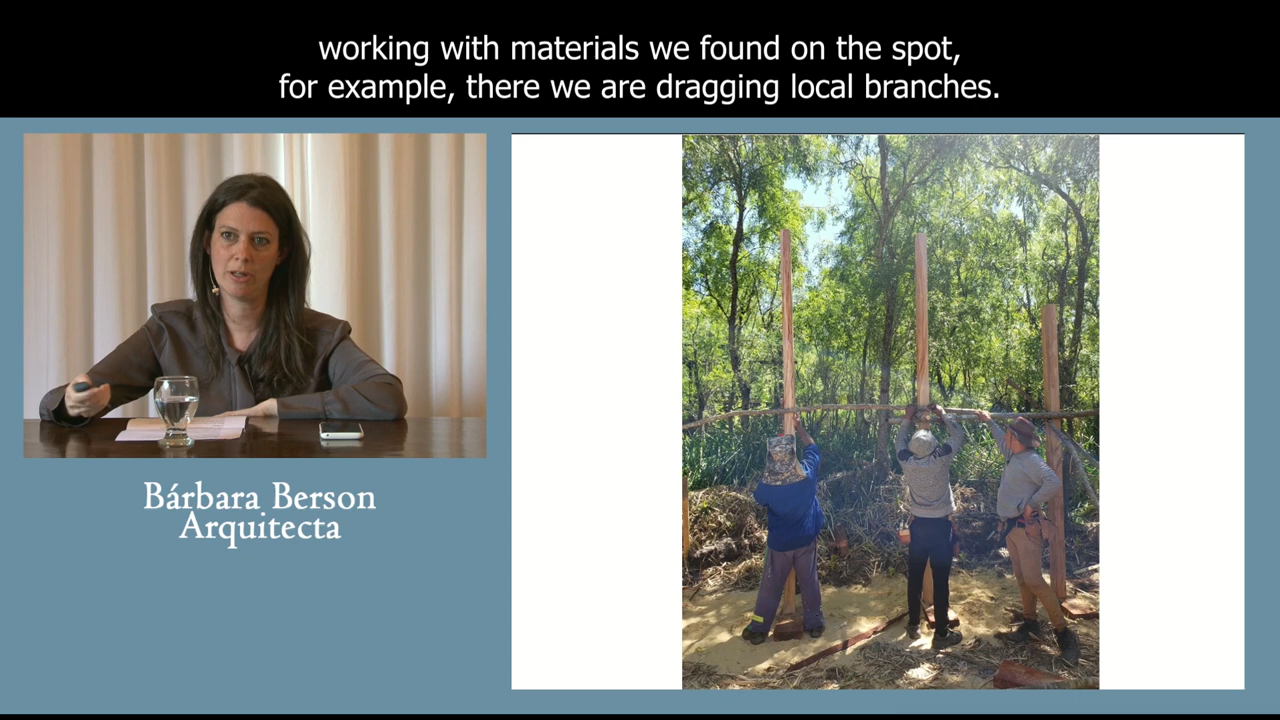 working with materials we found on the spot,
for example, there we are dragging local branches.
Bárbara Berson
Arquitecta